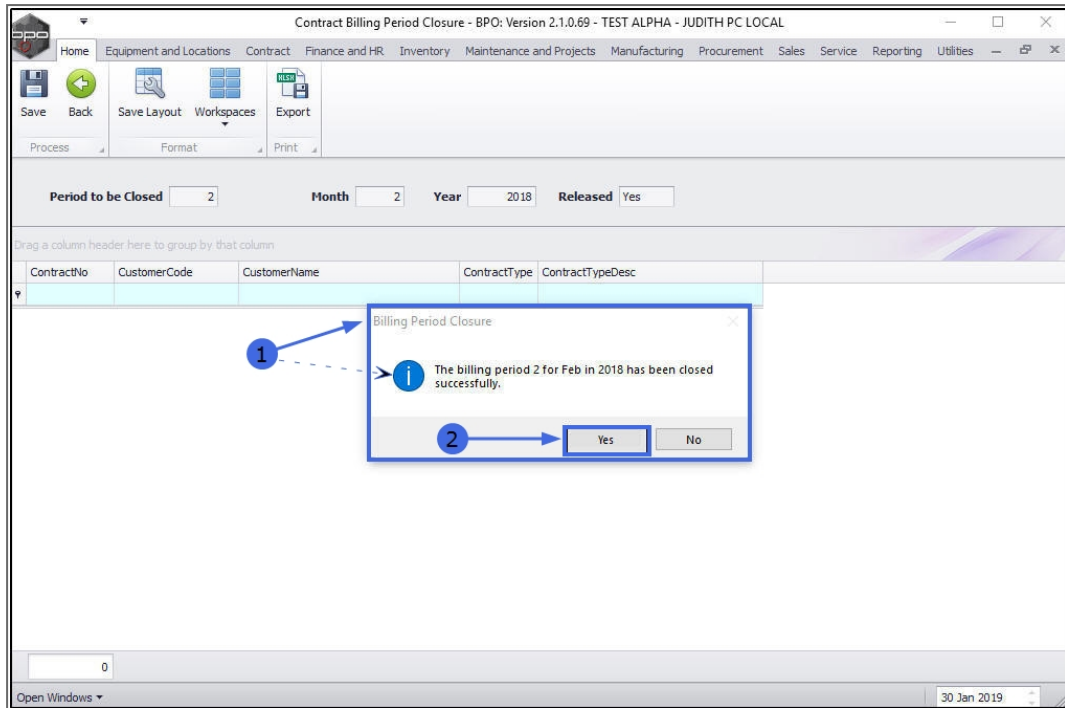 Contract Billing Period Closure - BPO: Version 2.1.0.69 - TEST ALPHA - JUDITH PC LOCAL
bpo
Home Equipment and Locations Contract Finance and HR Inventory Maintenance and Projects Manufacturing Procurement Sales Service Reporting Utilities
Save Back Save Layout Workspaces Export
Process Format Print
Period to be Closed 2 Month 2 Year 2018 Released Yes
Drag a column header here to group by that column
ContractNo CustomerCode CustomerName ContractType ContractTypeDesc
Billing Period Closure
1
The billing period 2 for Feb in 2018 has been closed
successfully.
2 Yes No
0
Open Windows 30 Jan 2019